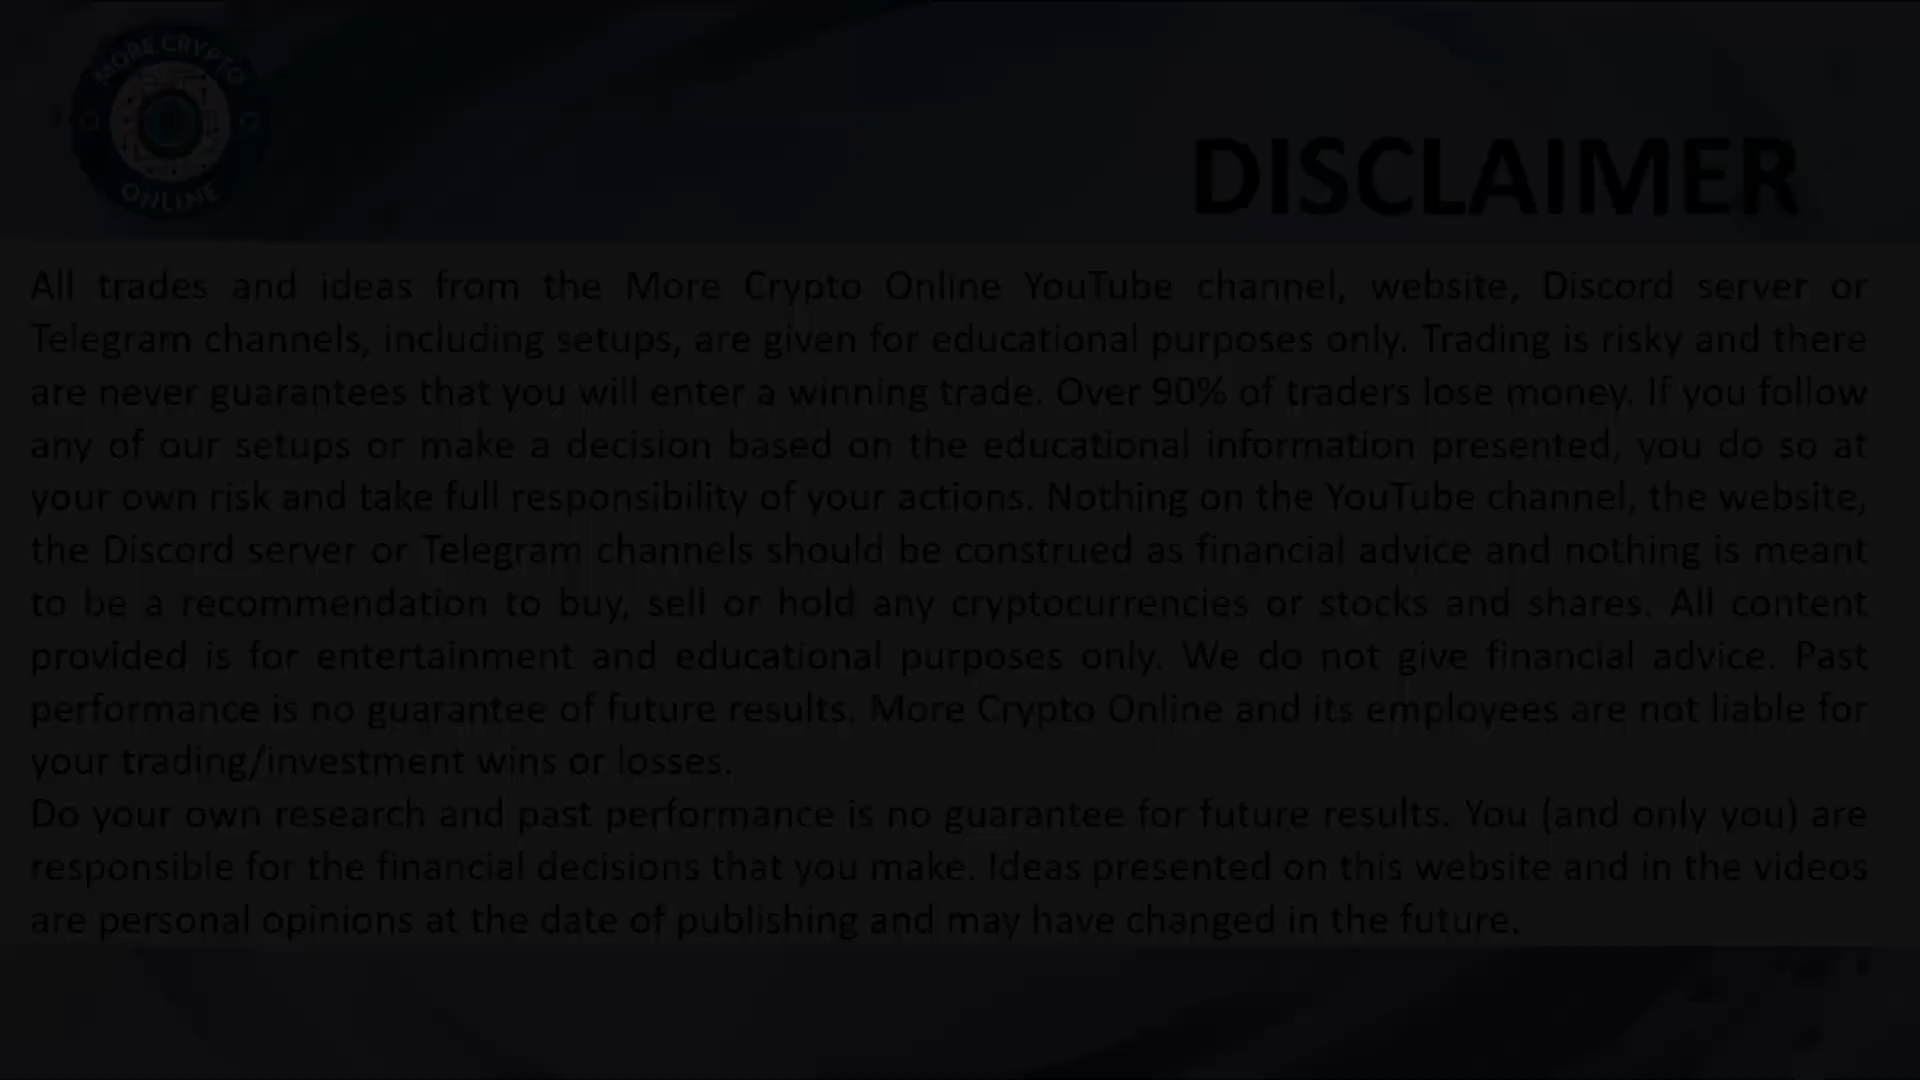 MORE CRYPTO
ONLINE
DISCLAIMER
All trades and ideas from the More Crypto Online YouTube channel, website, Discord server or
Telegram channels, including setups, are given for educational purposes only. Trading is risky and there
are never guarantees that you will enter a winning trade. Over 90% of traders lose money. If you follow
any of our setups or make a decision based on the educational information presented, you do so at
your own risk and take full responsibility of your actions. Nothing on the YouTube channel, the website,
the Discord server or Telegram channels should be construed as financial advice and nothing is meant
to be a recommendation to buy, sell or hold any cryptocurrencies or stocks and shares. All content
provided is for entertainment and educational purposes only. We do not give financial advice. Past
performance is no guarantee of future results. More Crypto Online and its employees are not liable for
your trading/investment wins or losses.
Do your own research and past performance is no guarantee for future results. You (and only you) are
responsible for the financial decisions that you make. Ideas presented on this website and in the videos
are personal opinions at the date of publishing and may have changed in the future.